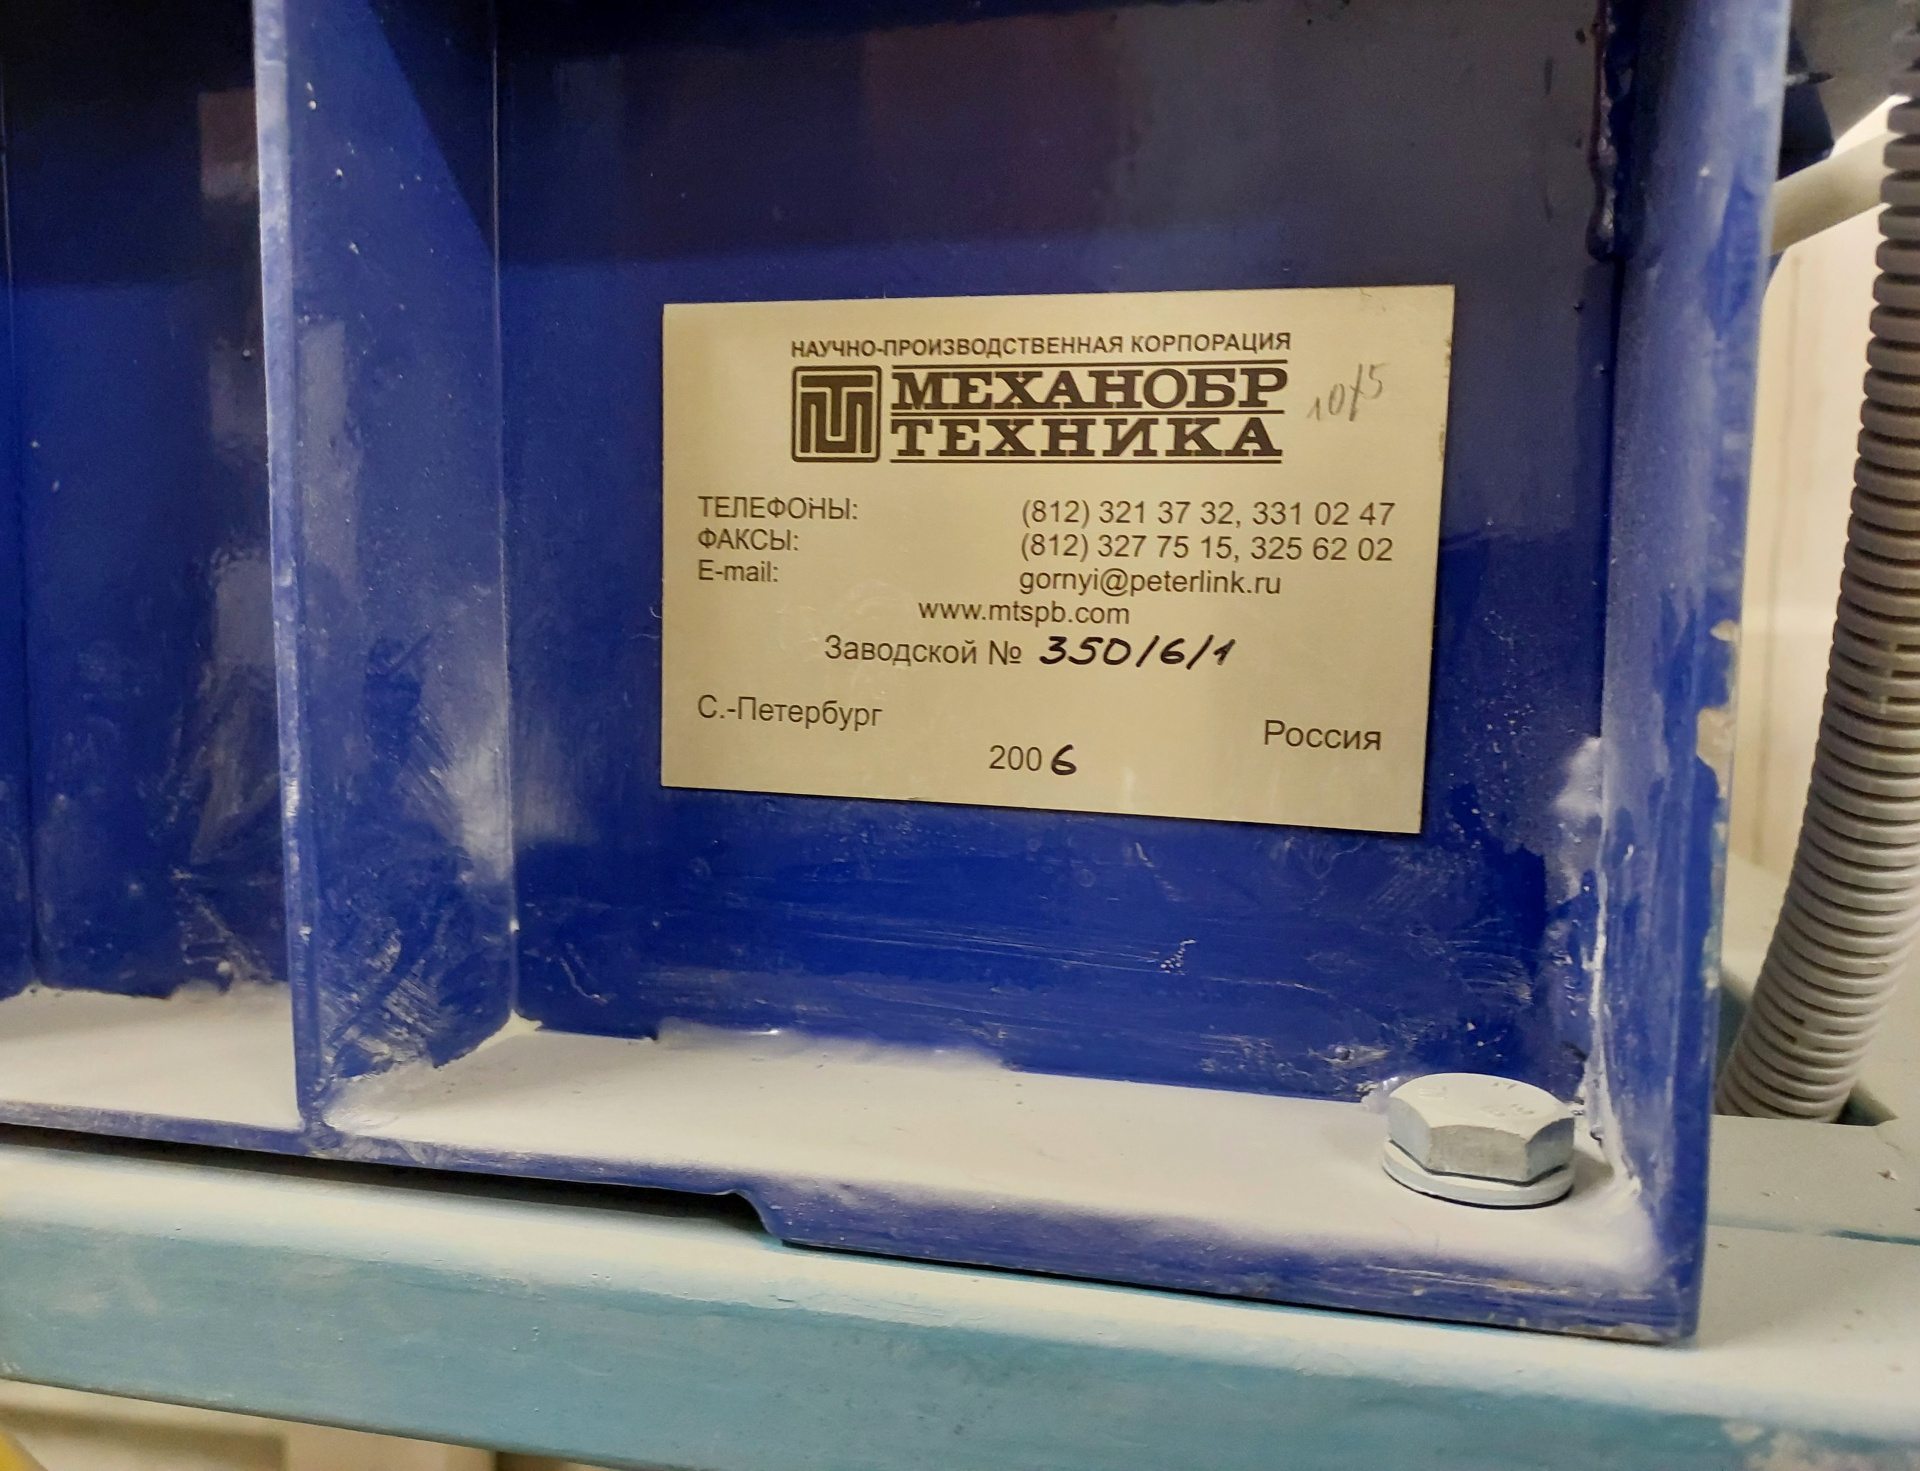 НАУЧНО-ПРОИЗВОДСТВЕННАЯ КОРПОРАЦИЯ
МЕХАНОБР
ТЕХНИКА
ТЕЛЕФОНЫ: (812) 321 37 32, 331 02 47
ФАКСЫ: (812) 327 75 15, 325 62 02
E-mail: gornyi@peterlink.ru
www.mtspb.com
Заводской № 350/6/1
С.-Петербург
Россия
2006